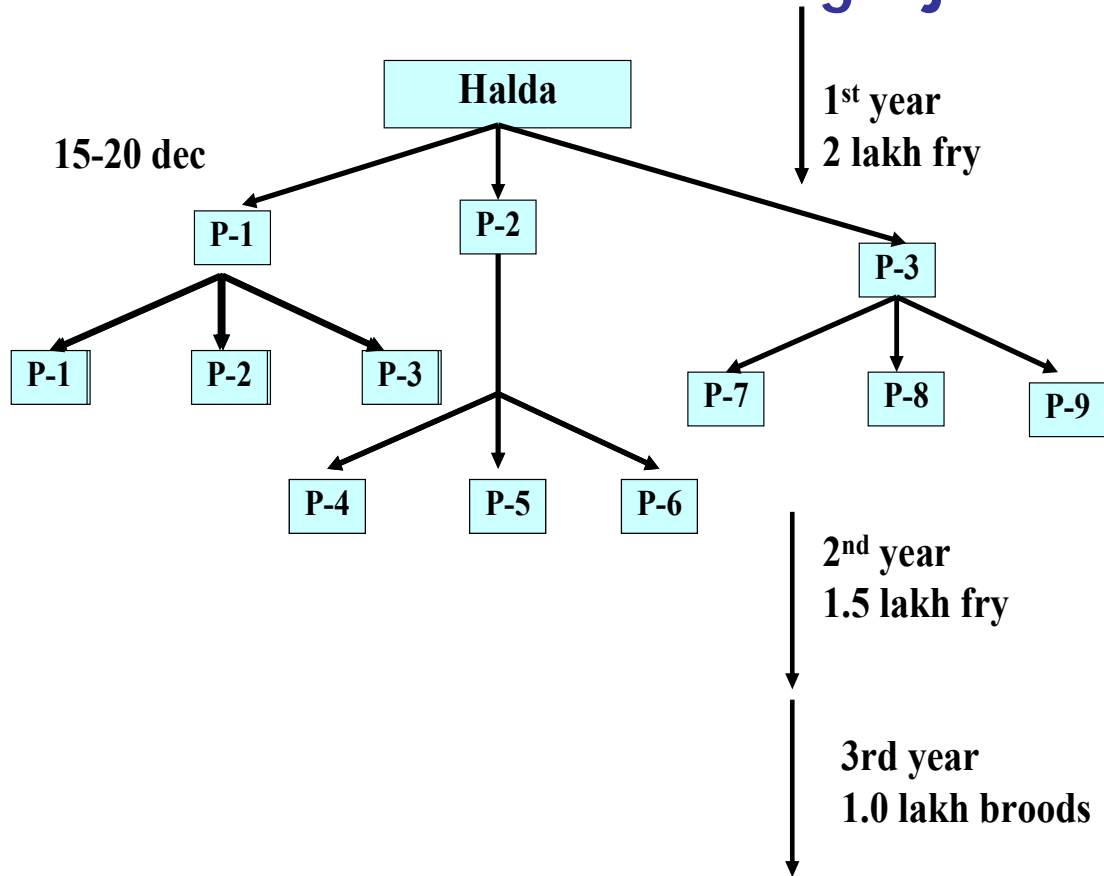 Halda
1st year
2 lakh fry
15-20 dec
P-1
P-2
P-3
P-1
P-2
P-3
P-7
P-8
P-9
P-4
P-5
P-6
2nd year
1.5 lakh fry
3rd year
1.0 lakh broods